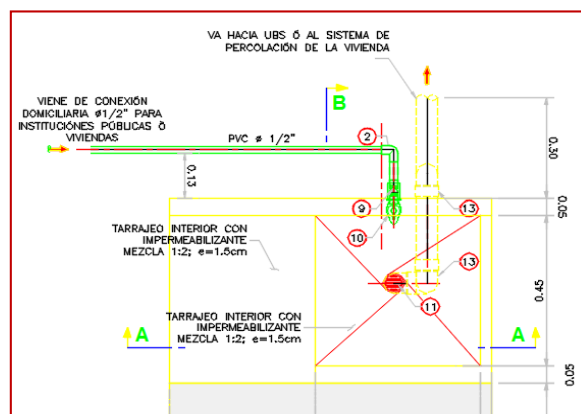 VA HACIA UBS Ó AL SISTEMA DE
PERCOLACIÓN DE LA VIVIENDA
VIENE DE CONEXIÓN
DOMICILIARIA ø1/2" PARA
INSTITUCIÓNES PÚBLICAS Ó
VIVIENDAS
B
PVC ø 1/2"
2
0.30
0.13
9
13
0.05
10
TARRAJEO INTERIOR CON
IMPERMEABILIZANTE
MEZCLA 1:2; e=1.5cm
13
0.45
11
TARRAJEO INTERIOR CON
IMPERMEABILIZANTE
MEZCLA 1:2; e=1.5cm
A
A
0.05